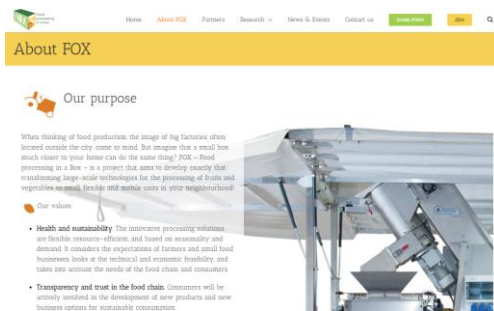 food
processing
in a box
Home About FOX Partners Research News & Events Contact us SHARE POINT JOIN
About FOX
Our purpose
When thinking of food production, the image of big factories, often
located outside the city, come to mind. But imagine that a small box
much closer to your home can do the same thing? FOX – Food
processing in a Box – is a project that aims to develop exactly that:
transforming large-scale technologies for the processing of fruits and
vegetables to small, flexible and mobile units in your neighbourhood!
Our values
• Health and sustainability. The innovative processing solutions
are flexible, resource-efficient, and based on seasonality and
demand. It considers the expectations of farmers and small food
businesses, looks at the technical and economic feasibility, and
takes into account the needs of the food chain and consumers.
• Transparency and trust in the food chain. Consumers will be
actively involved in the development of new products and new
business options for sustainable consumption.